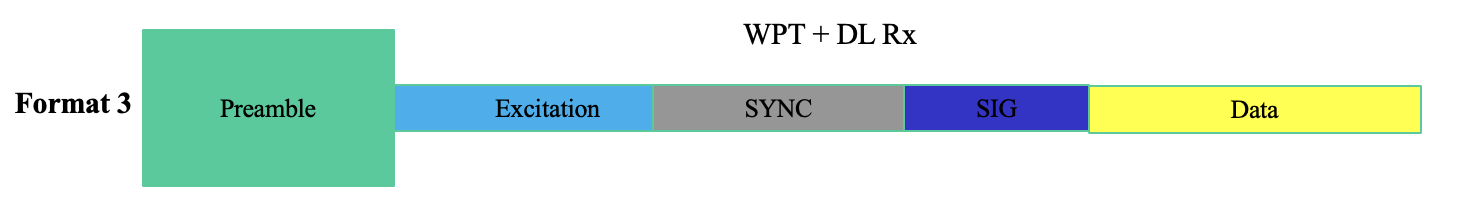 WPT + DL Rx
Format 3
Preamble
Excitation
SYNC
SIG
Data